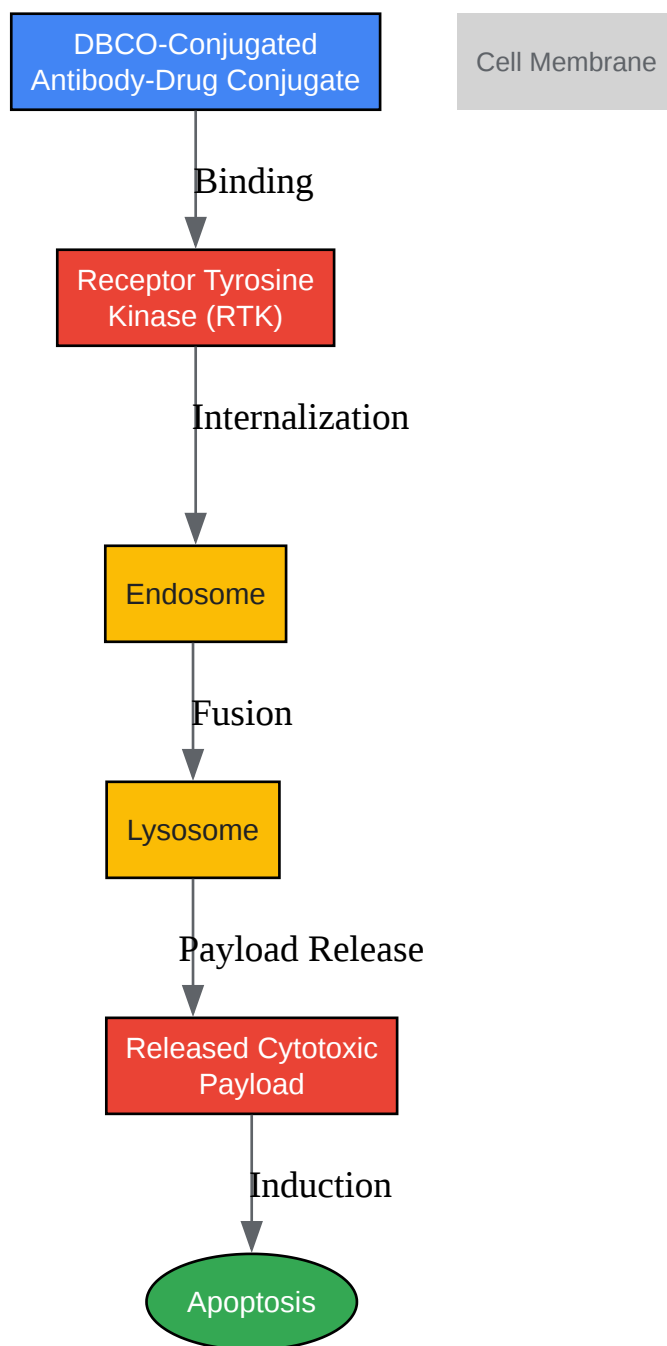 DBCO-Conjugated
Antibody-Drug Conjugate
Cell Membrane
Binding
Receptor Tyrosine
Kinase (RTK)
Internalization
Endosome
Fusion
Lysosome
Payload Release
Released Cytotoxic
Payload
Induction
Apoptosis